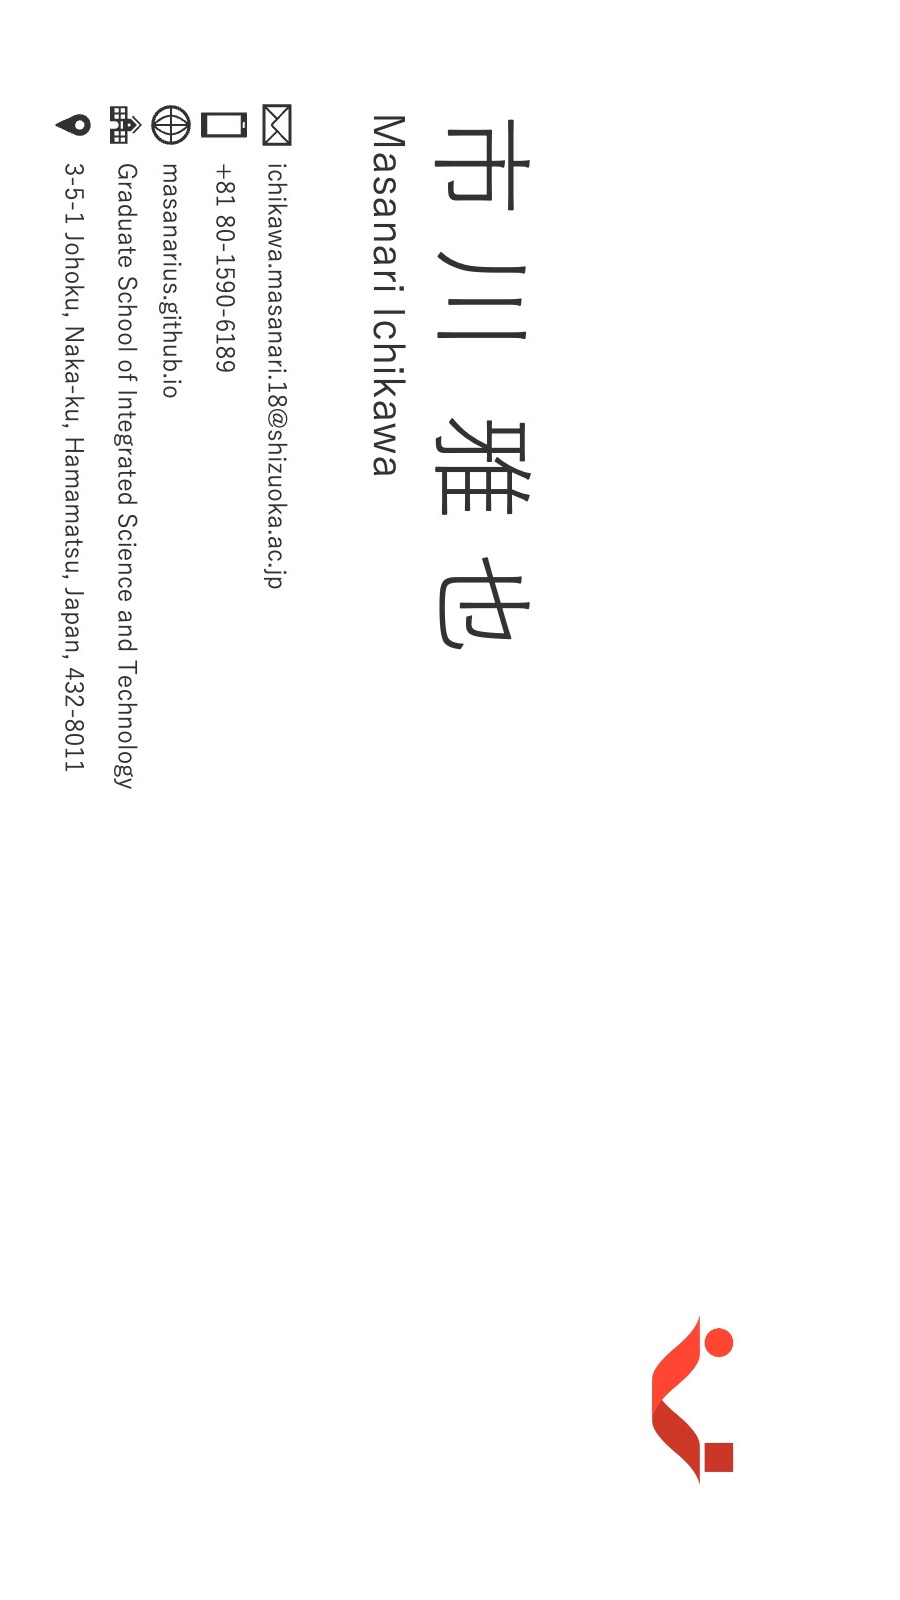 市川 雅也
Masanari Ichikawa
ichikawa.masanari.18@shizuoka.ac.jp
+81 80-1590-6189
masanarius.github.io
Graduate School of Integrated Science and Technology
3-5-1 Johoku, Naka-ku, Hamamatsu, Japan, 432-8011